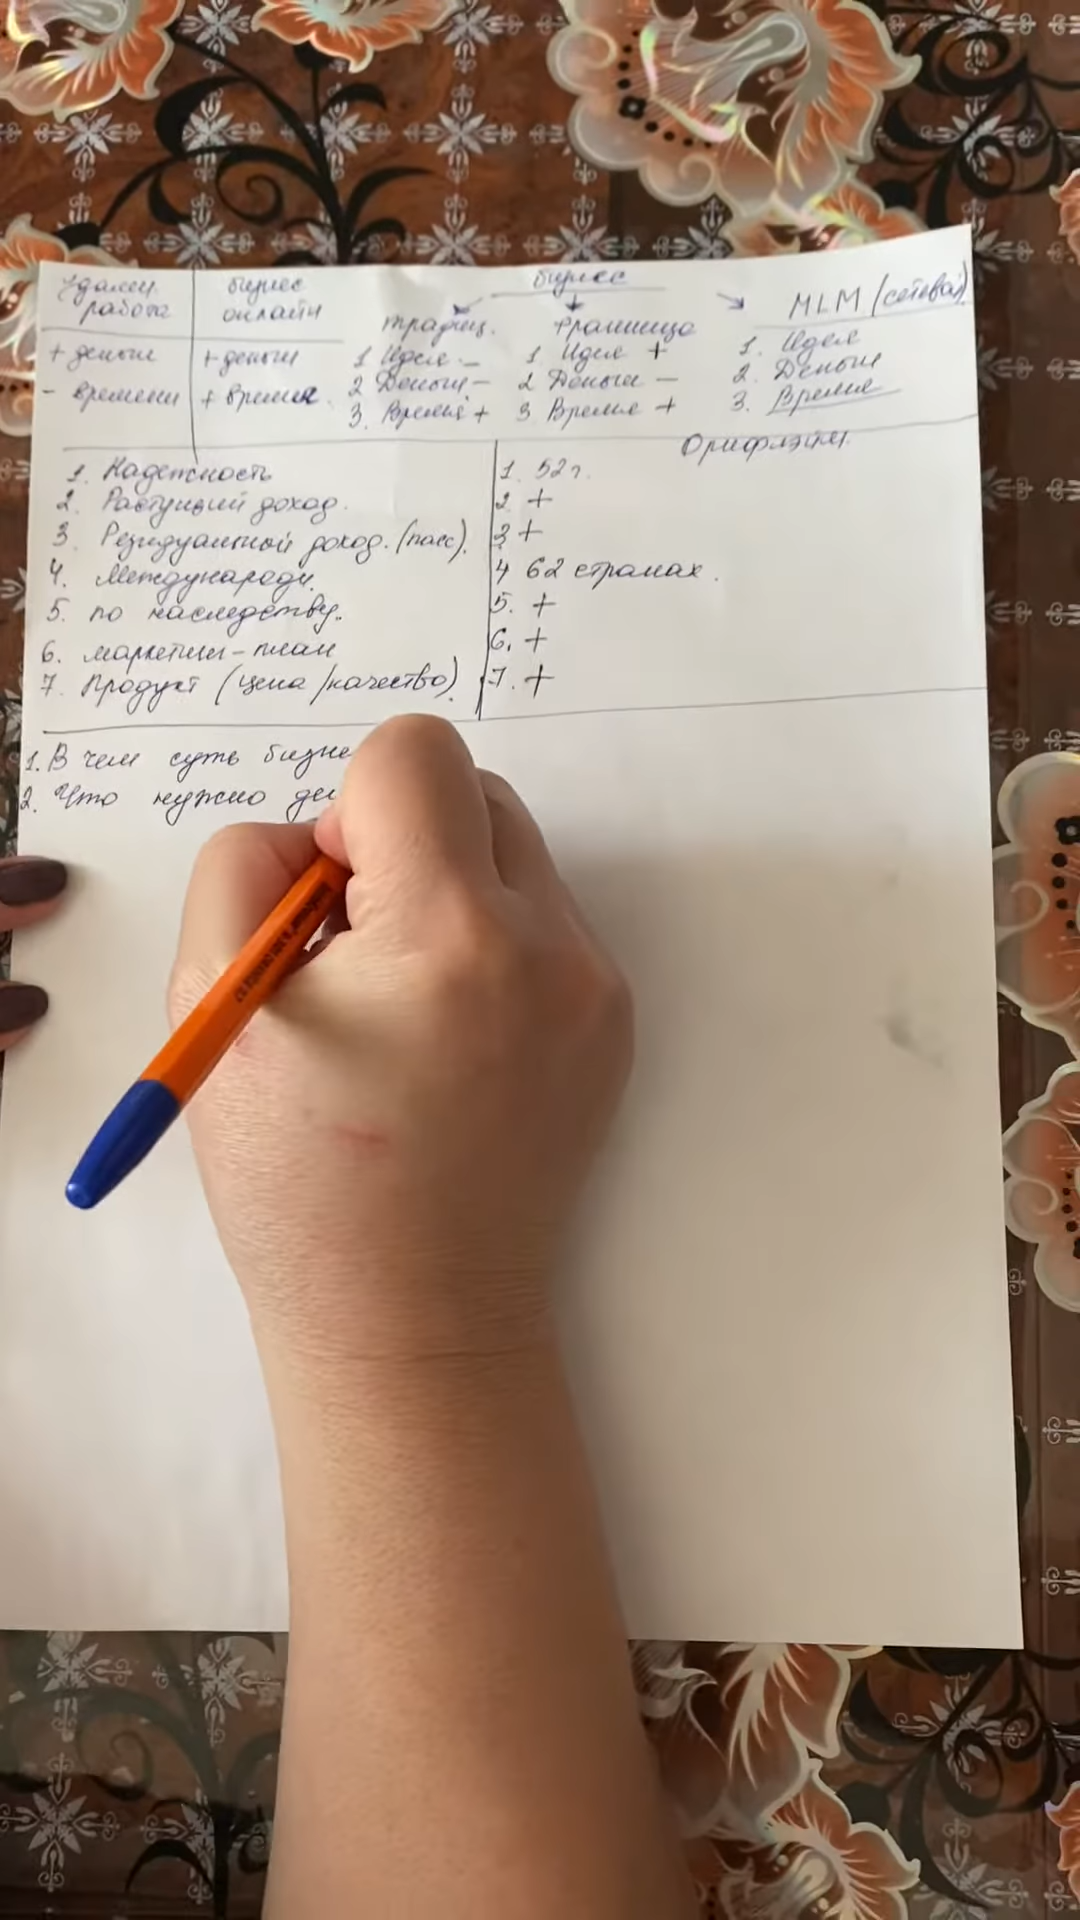 Удален. работа
+ деньги
- времени
бизнес онлайн
+ деньги
+ время.
бизнес
традиц.
1 Идея -
2 Деньги -
3. Время +
франшиза
1. Идея +
2 Деньги -
3 Время +
MLM (сетевой)
1. Идея
2. Деньги
3. Время
1. Надежность
2. Растущий доход.
3. Резидуальный доход. (пасс).
4. Международн.
5. по наследству.
6. маркетинг-план
7. Продукт (цена/качество).
Орифлэйм.
1. 52 г.
2 +
3 +
4 62 странах.
5. +
6. +
7. +
1. В чем суть бизне
2. Что нужно де